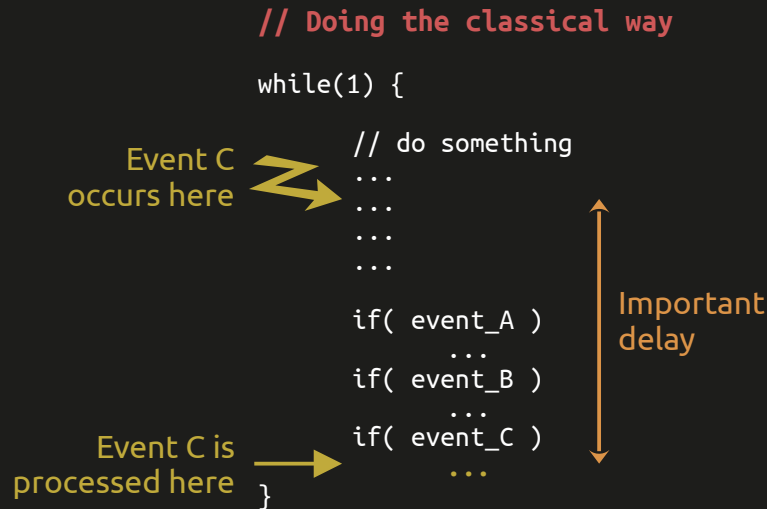 // Doing the classical way
while(1) {
// do something
Event C
occurs here
...
...
...
...
Important
delay
if( event_A )
...
if( event_B )
...
if( event_C )
...
Event C is
processed here
}